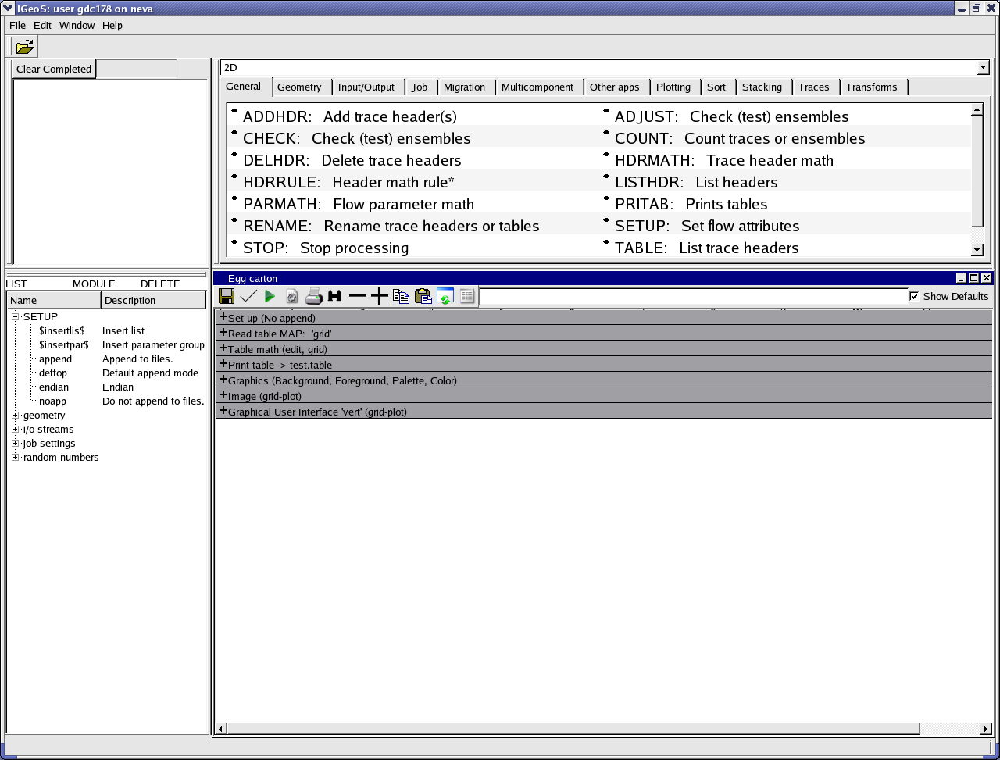 IGeoS: user gdc178 on neva
File Edit Window Help
Clear Completed
2D
General Geometry Input/Output Job Migration Multicomponent Other apps Plotting Sort Stacking Traces Transforms
ADDHDR: Add trace header(s) ADJUST: Check (test) ensembles
CHECK: Check (test) ensembles COUNT: Count traces or ensembles
DELHDR: Delete trace headers HDRMATH: Trace header math
HDRRULE: Header math rule* LISTHDR: List headers
PARMATH: Flow parameter math PRITAB: Prints tables
RENAME: Rename trace headers or tables SETUP: Set flow attributes
STOP: Stop processing TABLE: List trace headers
LIST MODULE DELETE
Name Description
SETUP
$insertlis$ Insert list
$insertpar$ Insert parameter group
append Append to files.
deffop Default append mode
endian Endian
noapp Do not append to files.
geometry
i/o streams
job settings
random numbers
Egg carton
Show Defaults
Set-up (No append)
Read table MAP: 'grid'
Table math (edit, grid)
Print table -> test.table
Graphics (Background, Foreground, Palette, Color)
Image (grid-plot)
Graphical User Interface 'vert' (grid-plot)